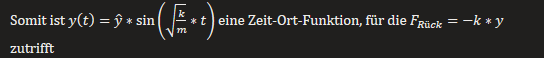 Somit ist y(t) = ŷ * sin(√(k/m) * t) eine Zeit-Ort-Funktion, für die F_Rück = −k * y
zutrifft